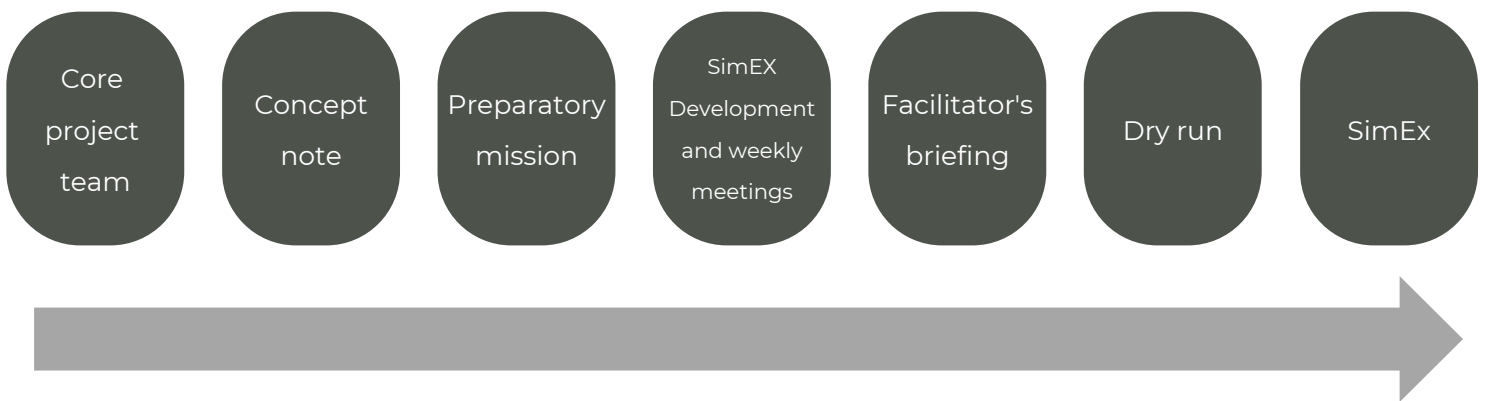 Core
project
team
Concept
note
Preparatory
mission
SimEX
Development
and weekly
meetings
Facilitator's
briefing
Dry run
SimEx